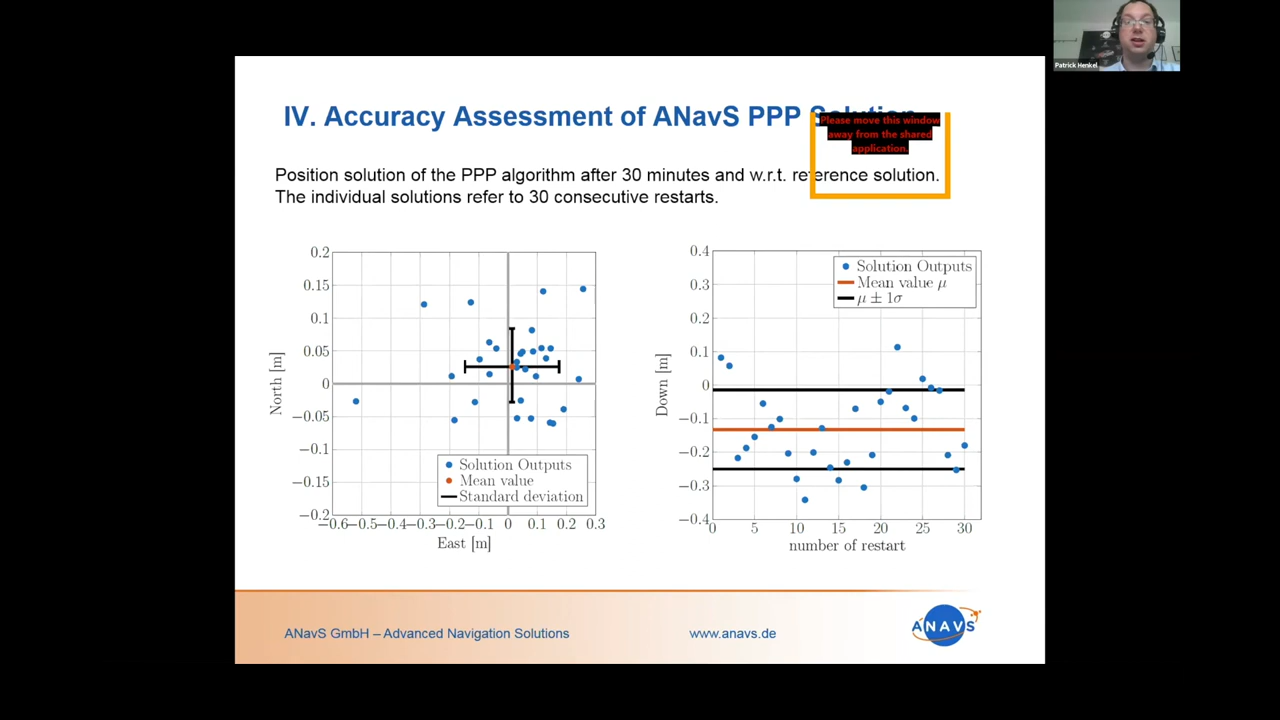 Patrick Henkel
IV. Accuracy Assessment of ANavS PPP Solution
Please move this window
away from the shared
application.
Position solution of the PPP algorithm after 30 minutes and w.r.t. reference solution.
The individual solutions refer to 30 consecutive restarts.
0.2
0.15
0.1
0.05
0
−0.05
−0.1
−0.15
−0.2
North [m]
Solution Outputs
Mean value
Standard deviation
−0.6 −0.5 −0.4 −0.3 −0.2 −0.1 0 0.1 0.2 0.3
East [m]
0.4
0.3
0.2
0.1
0
−0.1
−0.2
−0.3
−0.4
Down [m]
Solution Outputs
Mean value μ
μ ± 1σ
0 5 10 15 20 25 30
number of restart
ANavS GmbH – Advanced Navigation Solutions
www.anavs.de
ANAVS